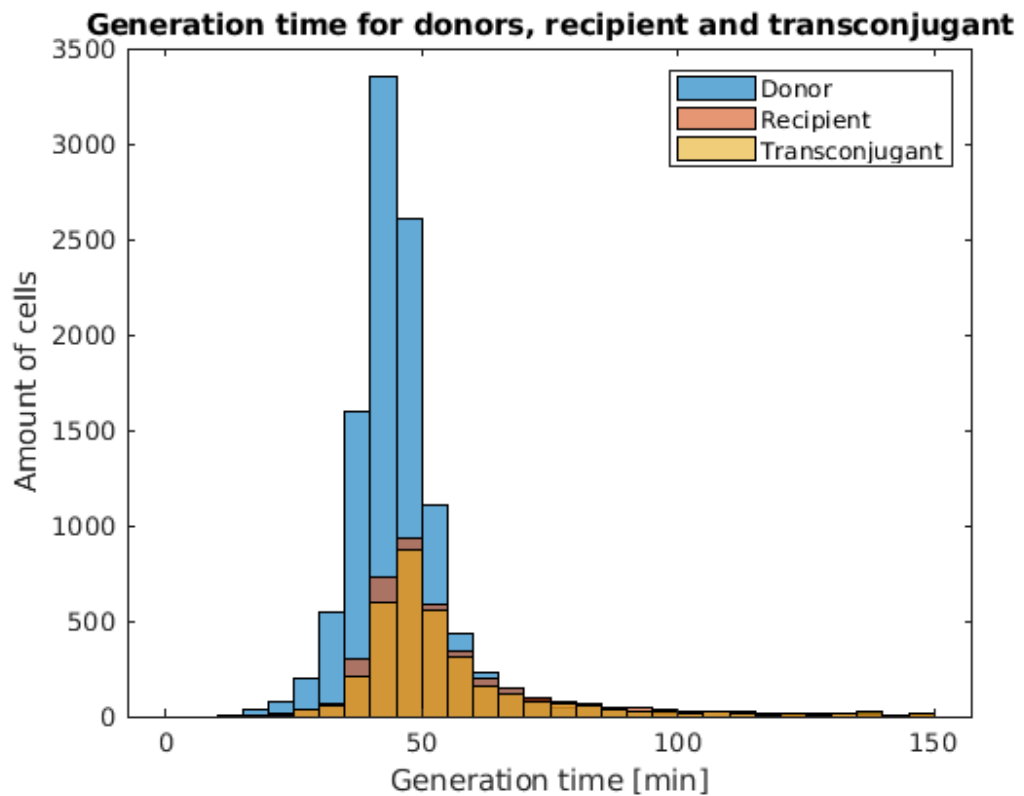 Generation time for donors, recipient and transconjugant
Donor
Recipient
Transconjugant
Amount of cells
3500
3000
2500
2000
1500
1000
500
0
0 50 100 150
Generation time [min]